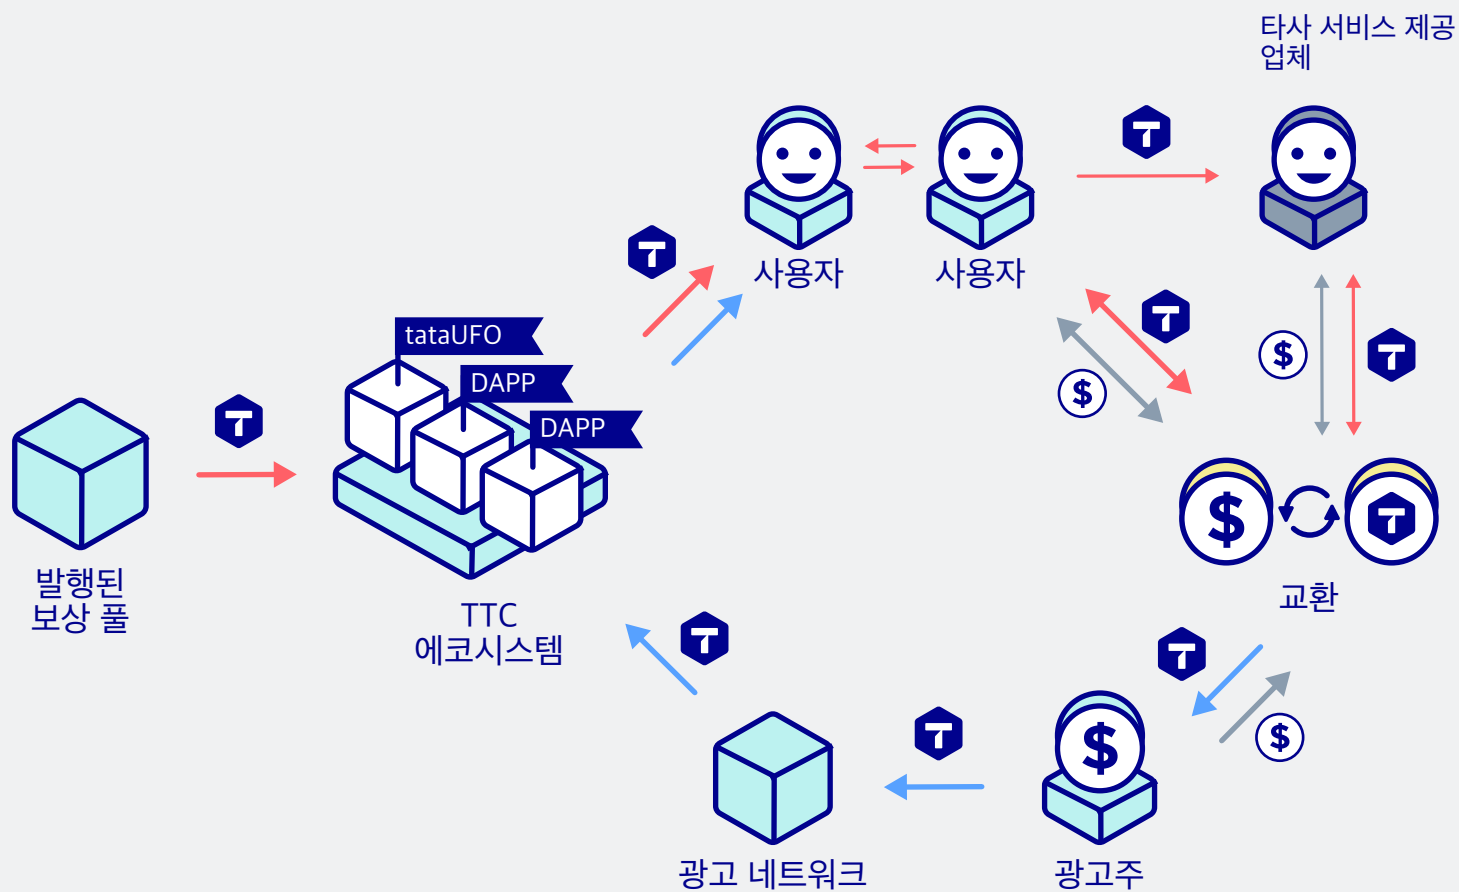 타사 서비스 제공
업체
사용자
사용자
tataUFO
DAPP
DAPP
$
$
$
발행된
보상 풀
TTC
에코시스템
교환
$
$
광고 네트워크
광고주